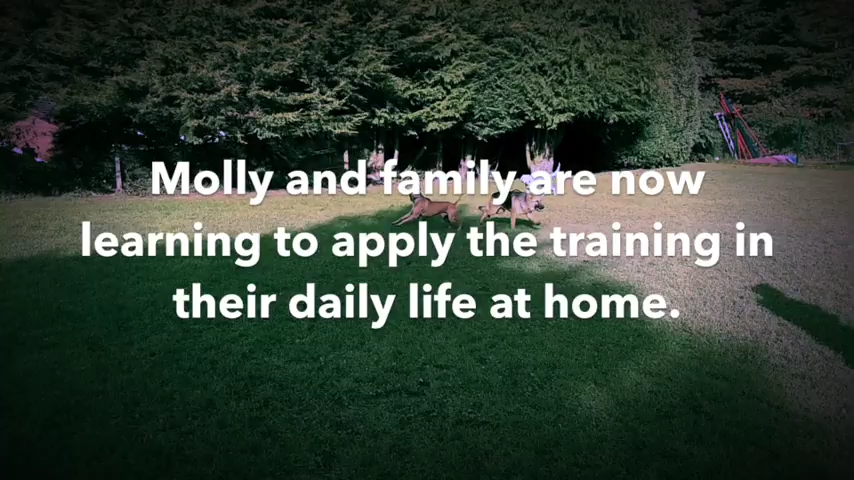 Molly and family are now
learning to apply the training in
their daily life at home.